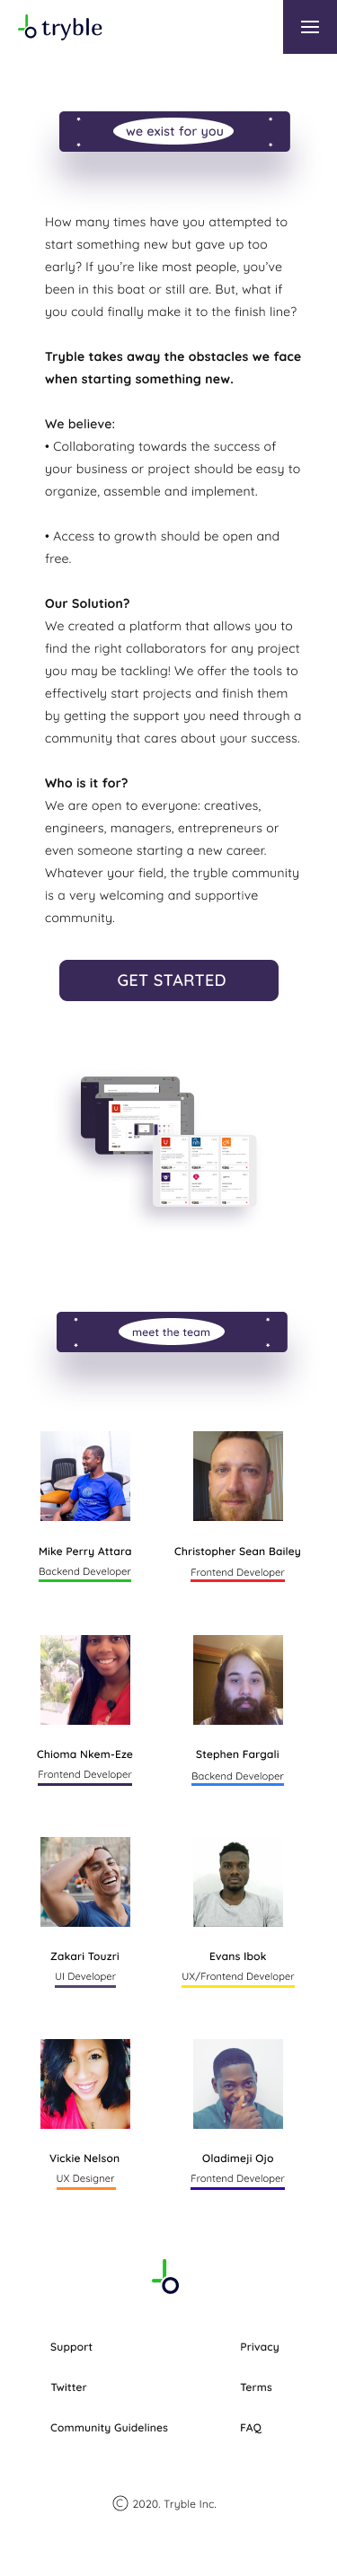 tryble
we exist for you
How many times have you attempted to
start something new but gave up too
early? If you’re like most people, you’ve
been in this boat or still are. But, what if
you could finally make it to the finish line?
Tryble takes away the obstacles we face
when starting something new.
We believe:
• Collaborating towards the success of
your business or project should be easy to
organize, assemble and implement.
• Access to growth should be open and
free.
Our Solution?
We created a platform that allows you to
find the right collaborators for any project
you may be tackling! We offer the tools to
effectively start projects and finish them
by getting the support you need through a
community that cares about your success.
Who is it for?
We are open to everyone: creatives,
engineers, managers, entrepreneurs or
even someone starting a new career.
Whatever your field, the tryble community
is a very welcoming and supportive
community.
GET STARTED
meet the team
Mike Perry Attara Christopher Sean Bailey
Backend Developer Frontend Developer
Chioma Nkem-Eze Stephen Fargali
Frontend Developer Backend Developer
Zakari Touzri Evans Ibok
UI Developer UX/Frontend Developer
Vickie Nelson Oladimeji Ojo
UX Designer Frontend Developer
Support Privacy
Twitter Terms
Community Guidelines FAQ
© 2020. Tryble Inc.